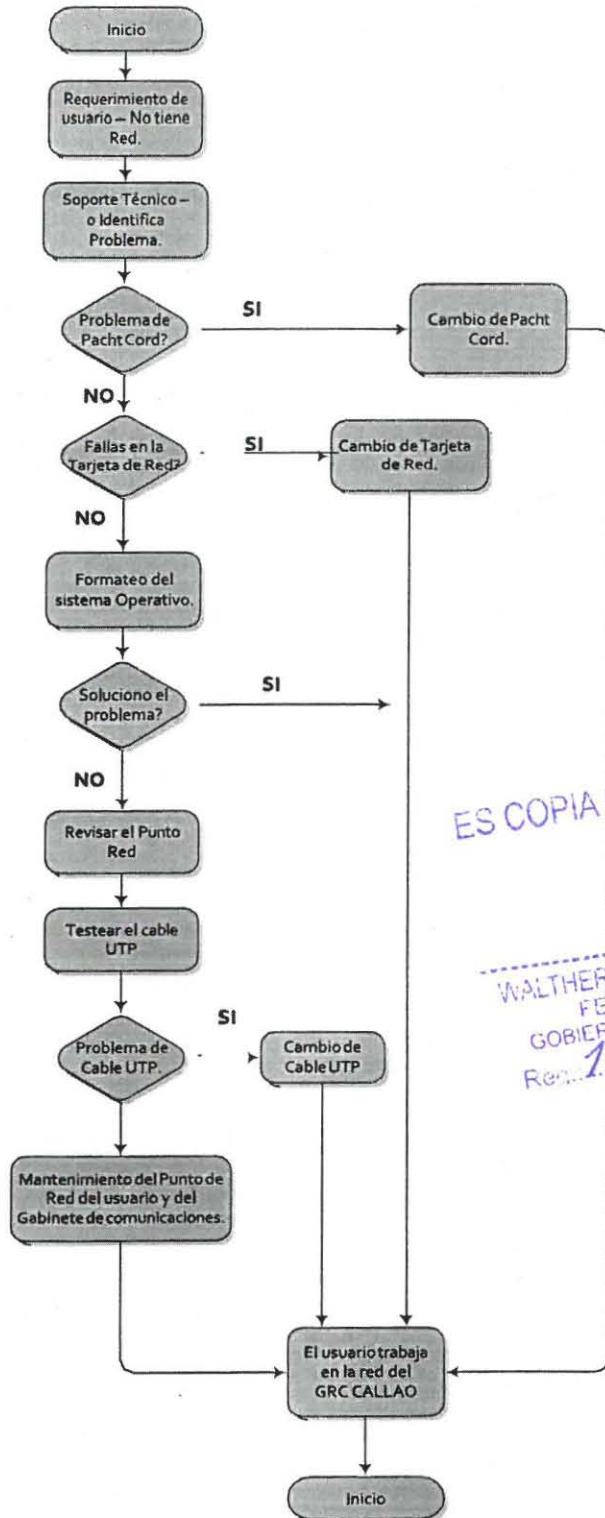 Inicio
Requerimiento de
usuario – No tiene
Red.
Soporte Técnico –
o Identifica
Problema.
Problema de
Pacht Cord?
SI
Cambio de Pacht
Cord.
NO
Fallas en la
Tarjeta de Red?
SI
Cambio de Tarjeta
de Red.
NO
Formateo del
sistema Operativo.
Soluciono el
problema?
SI
NO
Revisar el Punto
Red
ES COPIA
Testear el cable
UTP
WALTHER
FE
GOBIER
Reg...1.
SI
Problema de
Cable UTP.
Cambio de
Cable UTP
Mantenimiento del Punto de
Red del usuario y del
Gabinete de comunicaciones.
El usuario trabaja
en la red del
GRC CALLAO
Inicio